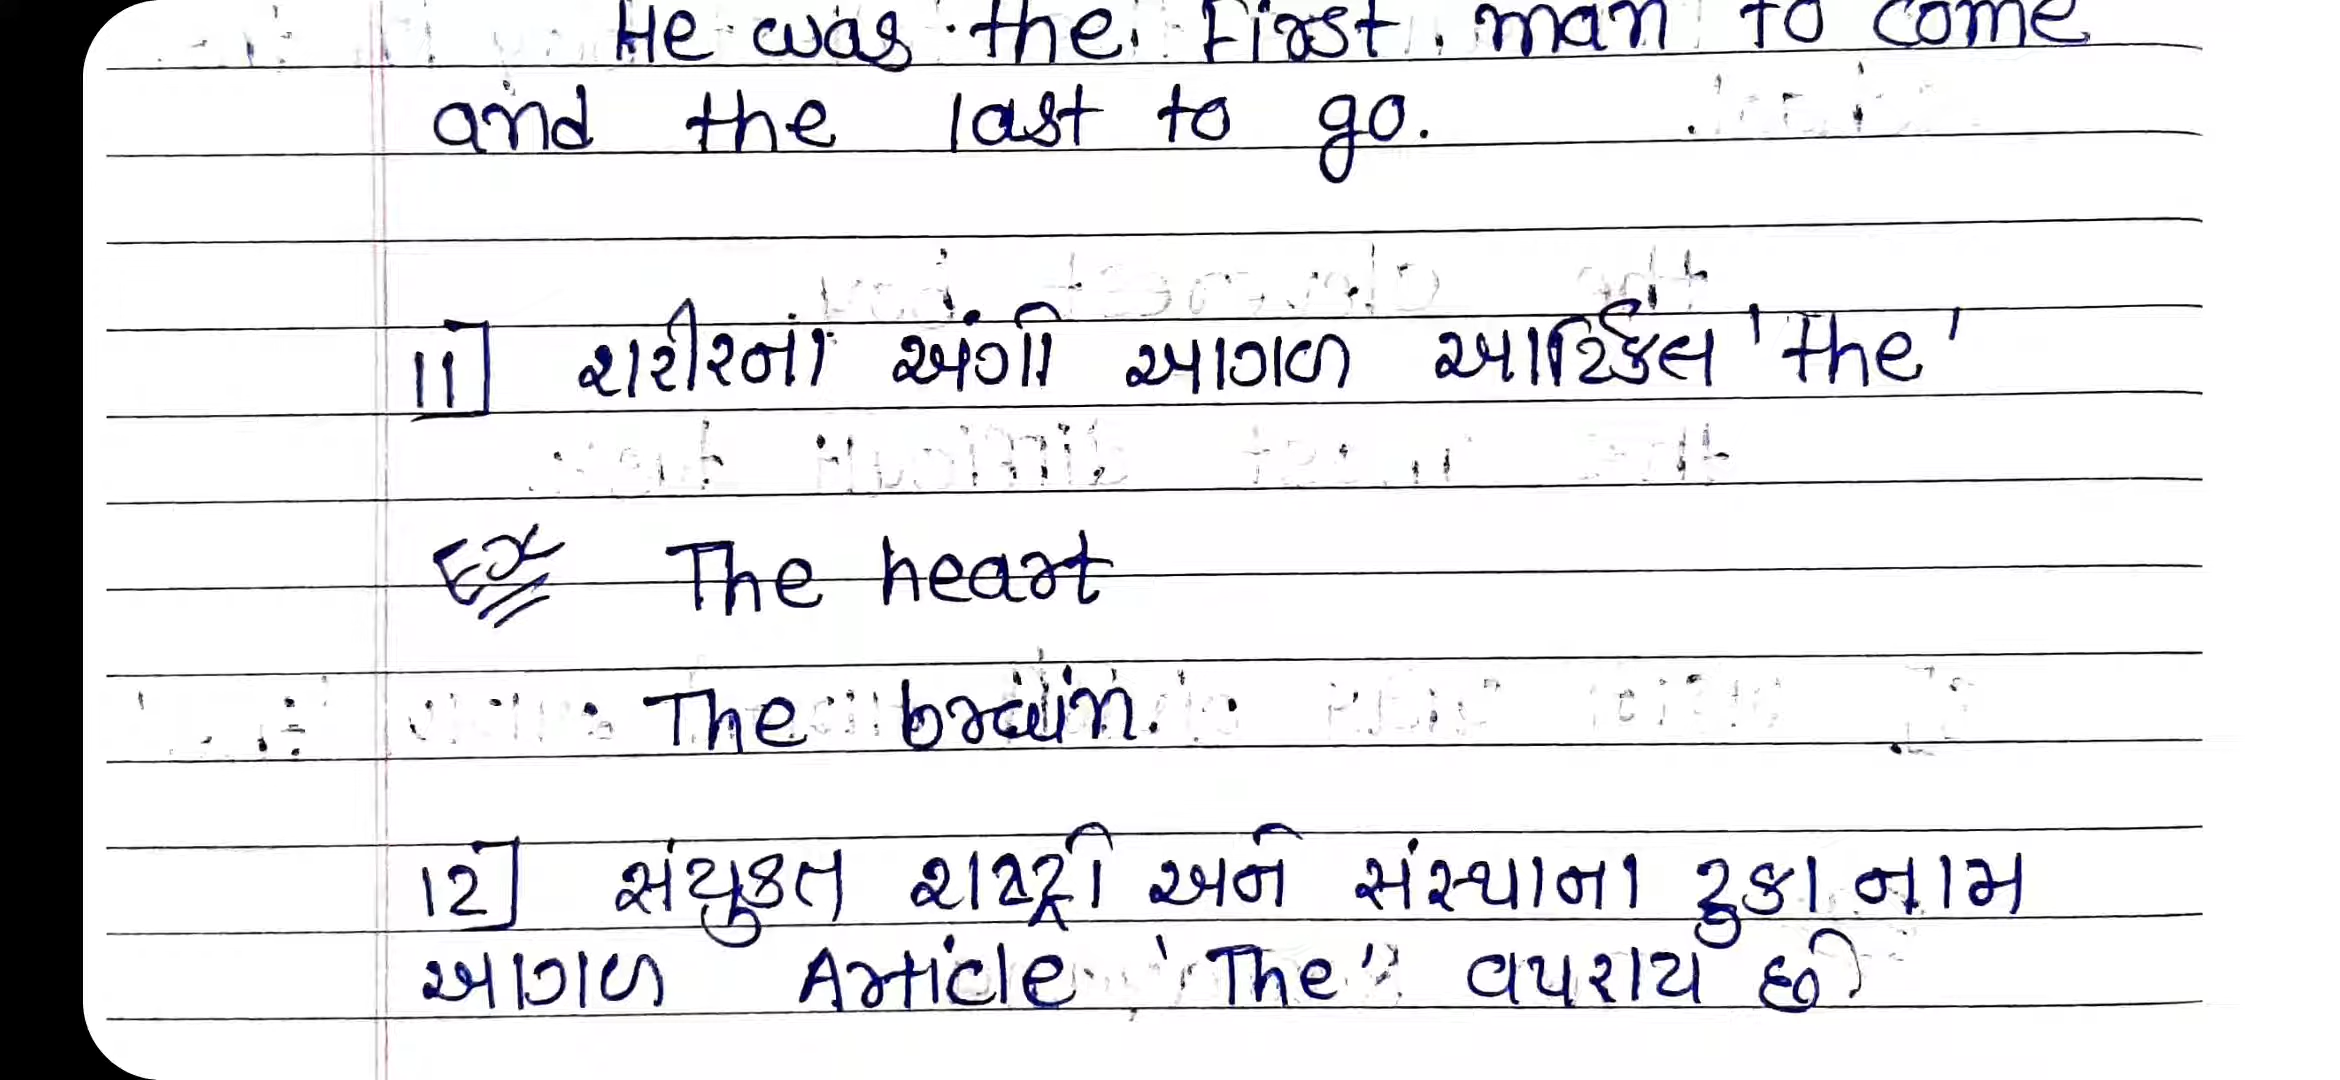 He was the First man to come
and the last to go.
11] શરીરનાં અંગો આગળ આર્ટિકલ 'the'
Ex The heart
The brain.
12] સંયુક્ત રાષ્ટ્રો અને સંસ્થાના ટુકા નામ
આગળ Article 'The' વપરાય છે